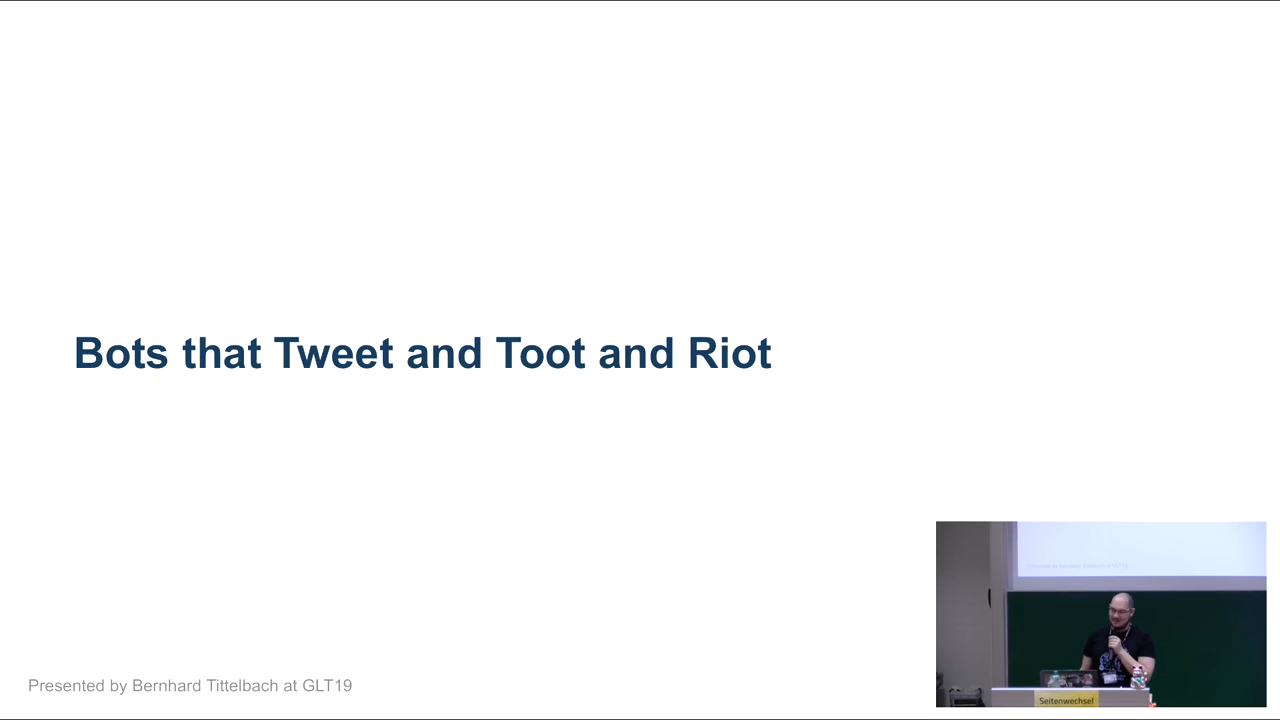 Bots that Tweet and Toot and Riot
Presented by Bernhard Tittelbach at GLT19
Seitenwechsel